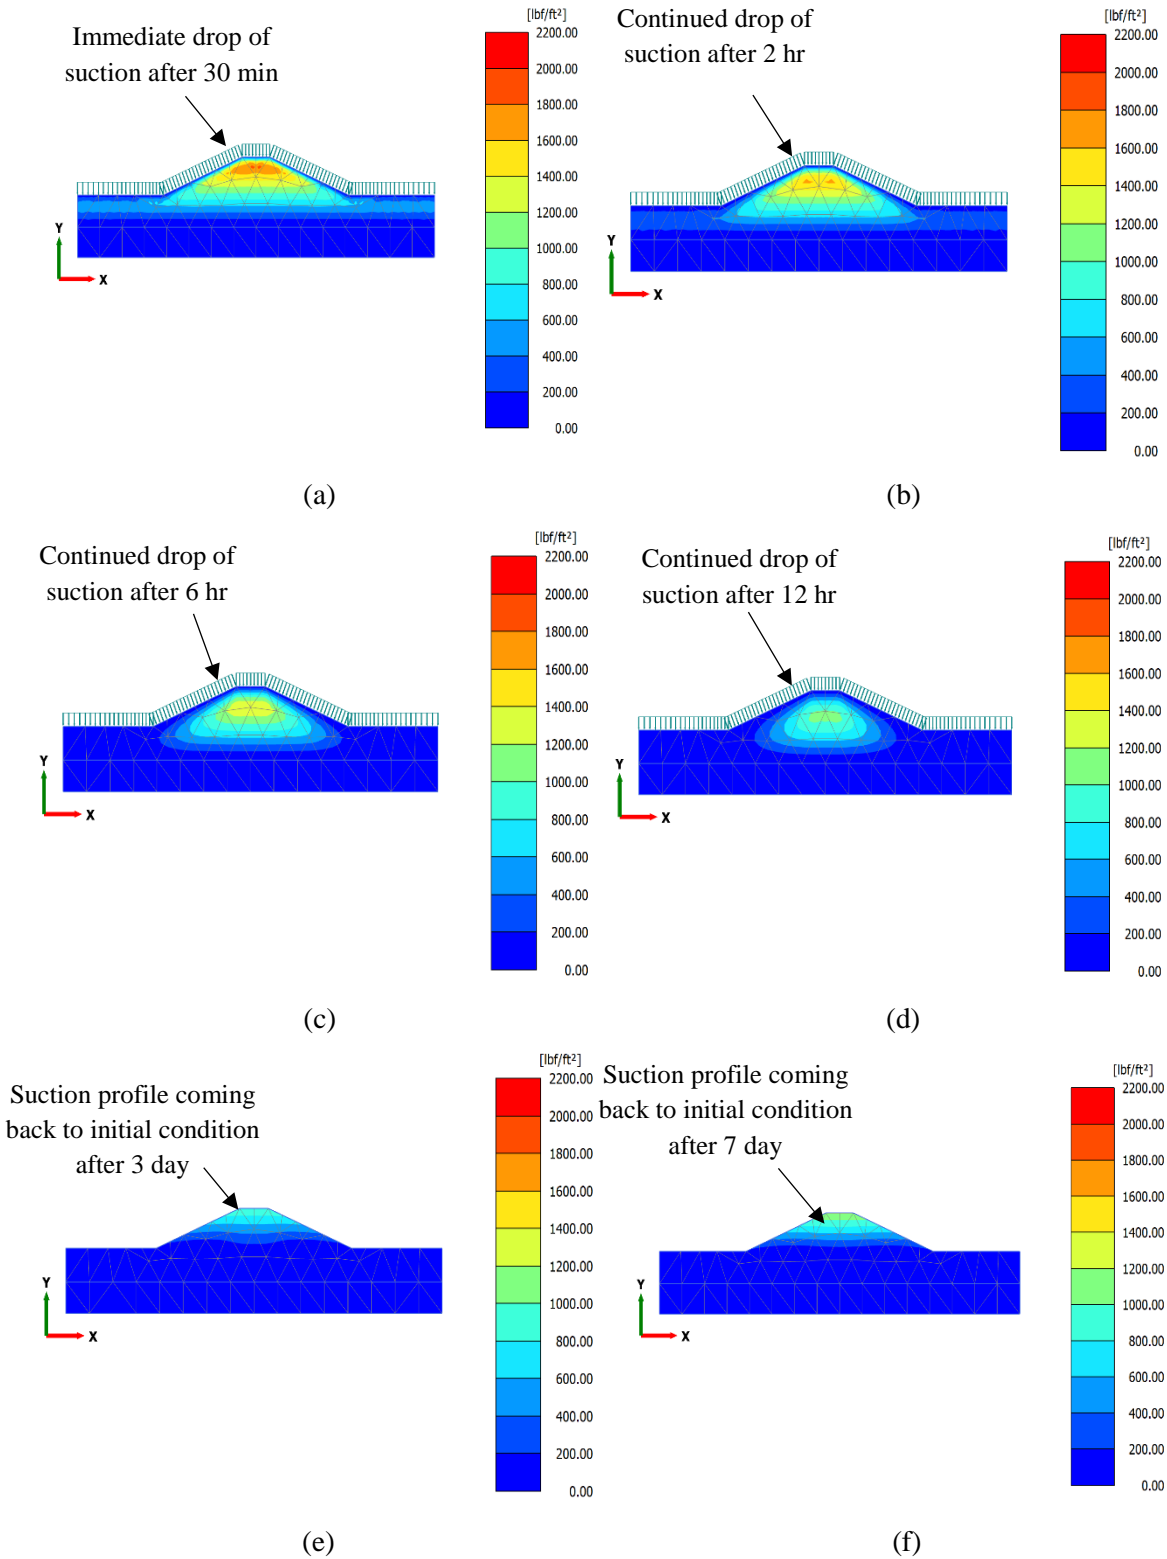 Immediate drop of
suction after 30 min
[lbf/ft²]
2200.00
2000.00
1800.00
1600.00
1400.00
1200.00
1000.00
800.00
600.00
400.00
200.00
0.00
Y
X
(a)
Continued drop of
suction after 2 hr
[lbf/ft²]
2200.00
2000.00
1800.00
1600.00
1400.00
1200.00
1000.00
800.00
600.00
400.00
200.00
0.00
Y
X
(b)
Continued drop of
suction after 6 hr
[lbf/ft²]
2200.00
2000.00
1800.00
1600.00
1400.00
1200.00
1000.00
800.00
600.00
400.00
200.00
0.00
Y
X
(c)
Continued drop of
suction after 12 hr
[lbf/ft²]
2200.00
2000.00
1800.00
1600.00
1400.00
1200.00
1000.00
800.00
600.00
400.00
200.00
0.00
Y
X
(d)
Suction profile coming
back to initial condition
after 3 day
[lbf/ft²]
2200.00
2000.00
1800.00
1600.00
1400.00
1200.00
1000.00
800.00
600.00
400.00
200.00
0.00
Y
X
(e)
Suction profile coming
back to initial condition
after 7 day
[lbf/ft²]
2200.00
2000.00
1800.00
1600.00
1400.00
1200.00
1000.00
800.00
600.00
400.00
200.00
0.00
Y
X
(f)